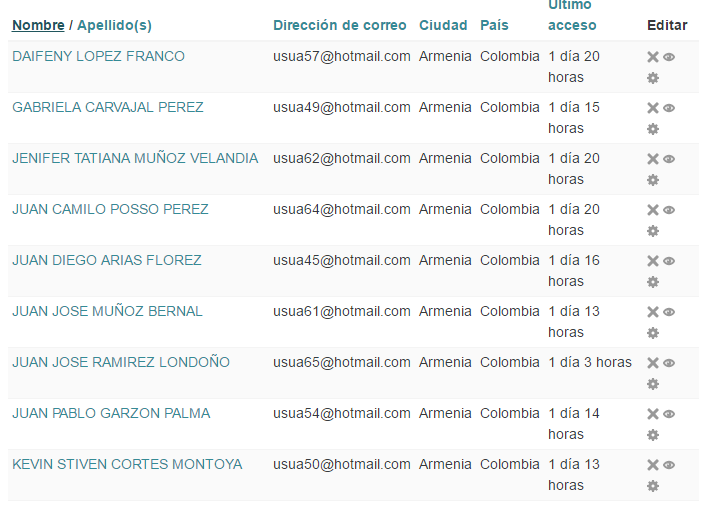 Último
Nombre / Apellido(s) Dirección de correo Ciudad País acceso Editar
DAIFENY LOPEZ FRANCO usua57@hotmail.com Armenia Colombia 1 día 20
horas
GABRIELA CARVAJAL PEREZ usua49@hotmail.com Armenia Colombia 1 día 15
horas
JENIFER TATIANA MUÑOZ VELANDIA usua62@hotmail.com Armenia Colombia 1 día 20
horas
JUAN CAMILO POSSO PEREZ usua64@hotmail.com Armenia Colombia 1 día 20
horas
JUAN DIEGO ARIAS FLOREZ usua45@hotmail.com Armenia Colombia 1 día 16
horas
JUAN JOSE MUÑOZ BERNAL usua61@hotmail.com Armenia Colombia 1 día 13
horas
JUAN JOSE RAMIREZ LONDOÑO usua65@hotmail.com Armenia Colombia 1 día 3 horas
JUAN PABLO GARZON PALMA usua54@hotmail.com Armenia Colombia 1 día 14
horas
KEVIN STIVEN CORTES MONTOYA usua50@hotmail.com Armenia Colombia 1 día 13
horas